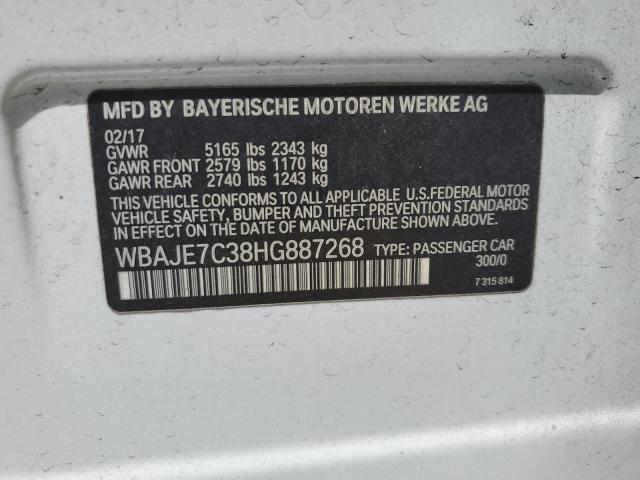 MFD BY BAYERISCHE MOTOREN WERKE AG
02/17
GVWR 5165 lbs 2343 kg
GAWR FRONT 2579 lbs 1170 kg
GAWR REAR 2740 lbs 1243 kg
THIS VEHICLE CONFORMS TO ALL APPLICABLE U.S.FEDERAL MOTOR
VEHICLE SAFETY, BUMPER AND THEFT PREVENTION STANDARDS
IN EFFECT ON THE DATE OF MANUFACTURE SHOWN ABOVE.
WBAJE7C38HG887268 TYPE: PASSENGER CAR
300/0
7 315 814